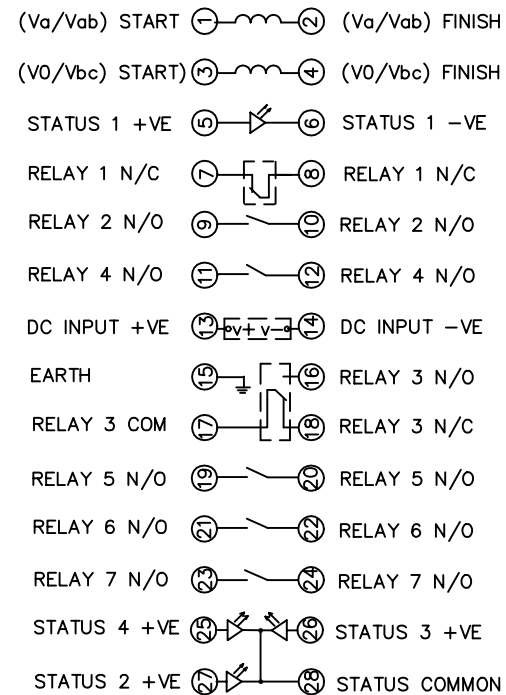 (Va/Vab) START 1 2 (Va/Vab) FINISH
(VO/Vbc) START) 3 4 (VO/Vbc) FINISH
STATUS 1 +VE 5 6 STATUS 1 −VE
RELAY 1 N/C 7 8 RELAY 1 N/C
RELAY 2 N/O 9 10 RELAY 2 N/O
RELAY 4 N/O 11 12 RELAY 4 N/O
DC INPUT +VE 13 V+ V− 14 DC INPUT −VE
EARTH 15 16 RELAY 3 N/O
RELAY 3 COM 17 18 RELAY 3 N/C
RELAY 5 N/O 19 20 RELAY 5 N/O
RELAY 6 N/O 21 22 RELAY 6 N/O
RELAY 7 N/O 23 24 RELAY 7 N/O
STATUS 4 +VE 25 26 STATUS 3 +VE
STATUS 2 +VE 27 28 STATUS COMMON